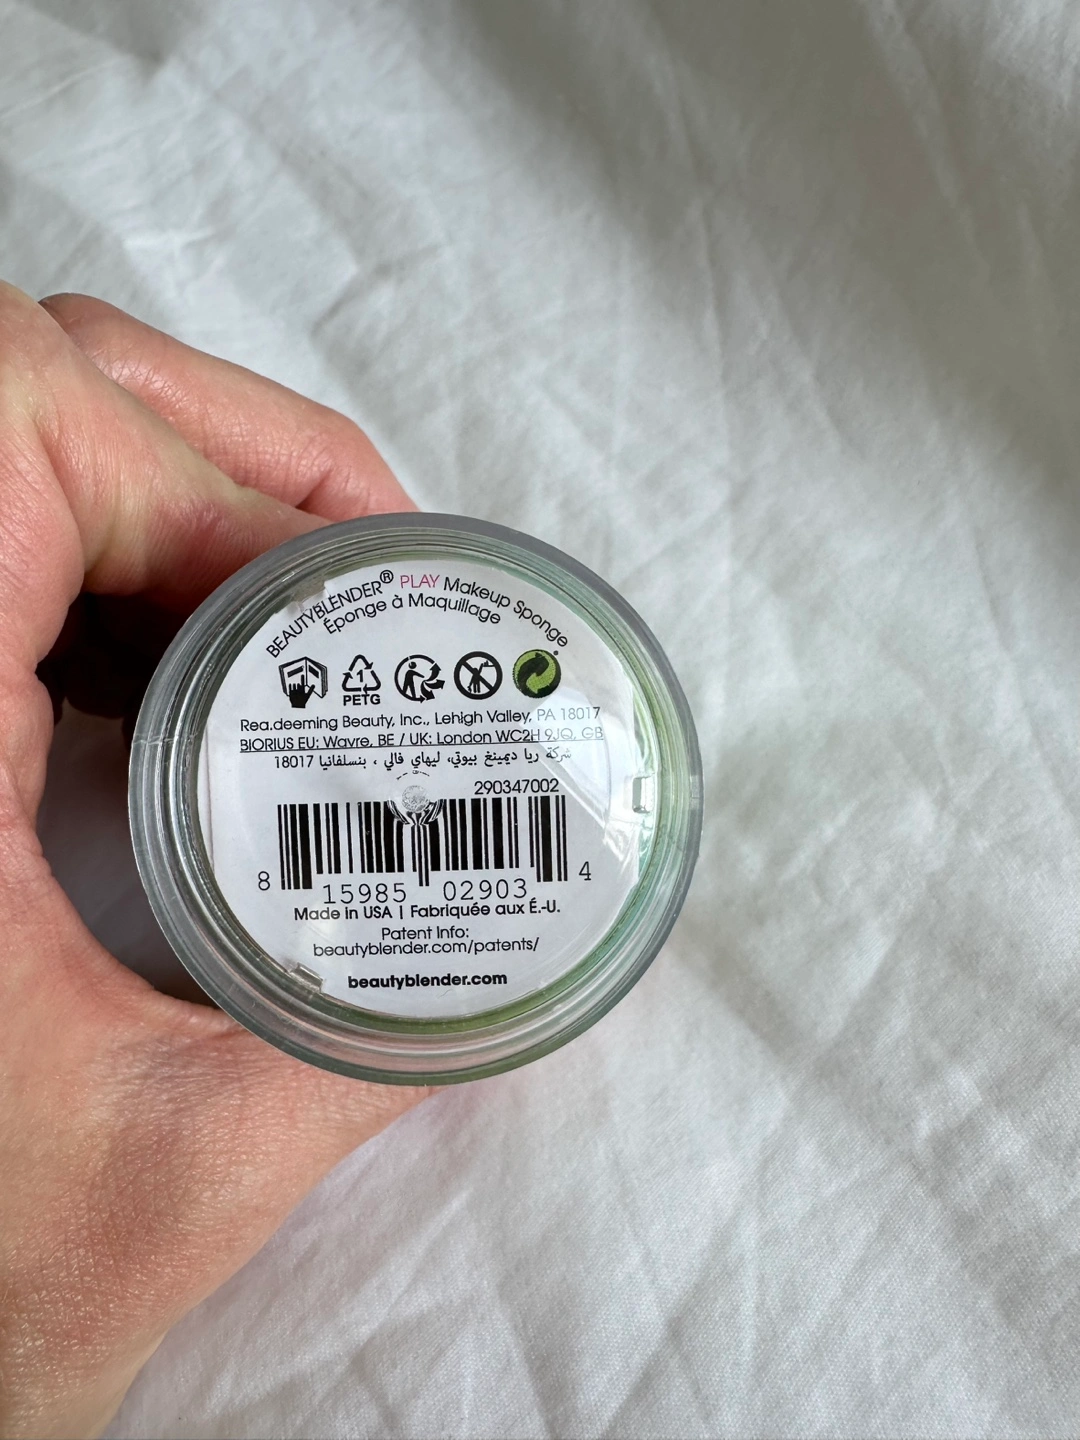 BEAUTYBLENDER® PLAY Makeup Sponge
Éponge à Maquillage
1
PETG
Rea.deeming Beauty, Inc., Lehigh Valley, PA 18017
BIORIUS EU: Wavre, BE / UK: London WC2H 9JQ, GB
شركة ريا ديمينغ بيوتي، ليهاي فالي ، بنسلفانيا 18017
290347002
8 15985 02903 4
Made in USA | Fabriquée aux É.-U.
Patent Info:
beautyblender.com/patents/
beautyblender.com